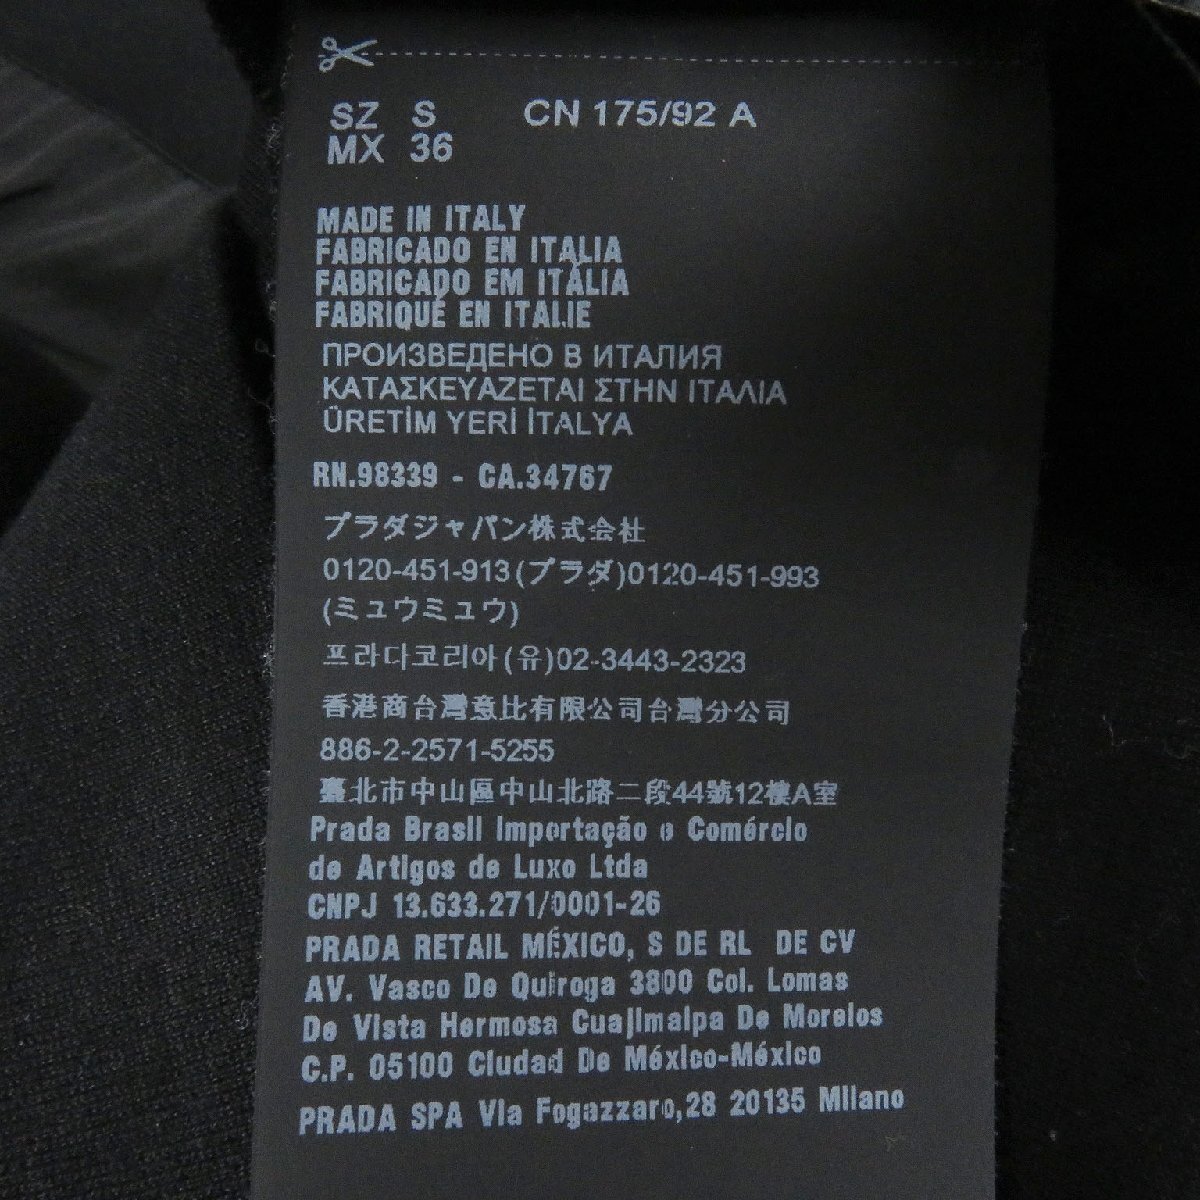 SZ S CN 175/92 A
MX 36
MADE IN ITALY
FABRICADO EN ITALIA
FABRICADO EM ITÁLIA
FABRIQUÉ EN ITALIE
ПРОИЗВЕДЕНО В ИТАЛИЯ
ΚΑΤΑΣΚΕΥΑΖΕΤΑΙ ΣΤΗΝ ΙΤΑΛΙΑ
ÜRETİM YERİ İTALYA
RN.98339 - CA.34767
プラダジャパン株式会社
0120-451-913(プラダ)0120-451-993
(ミュウミュウ)
프라다코리아(유)02-3443-2323
香港商台灣意比有限公司台灣分公司
886-2-2571-5255
臺北市中山區中山北路二段44號12樓A室
Prada Brasil Importação e Comércio
de Artigos de Luxo Ltda
CNPJ 13.633.271/0001-26
PRADA RETAIL MÉXICO, S DE RL DE CV
AV. Vasco De Quiroga 3800 Col. Lomas
De Vista Hermosa Cuajimalpa De Morelos
C.P. 05100 Ciudad De México-México
PRADA SPA Via Fogazzaro,28 20135 Milano